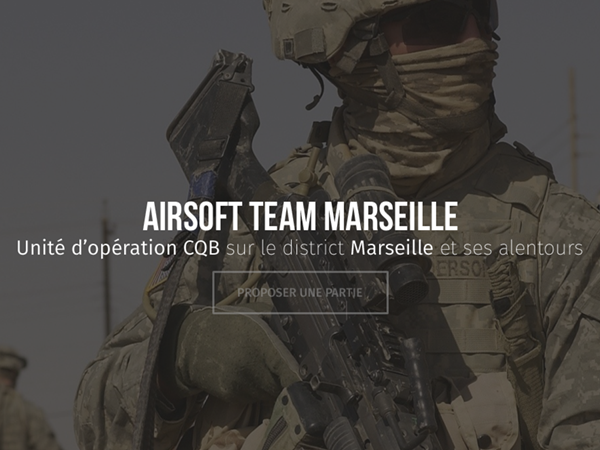 AIRSOFT TEAM MARSEILLE
Unité d'opération CQB sur le district Marseille et ses alentours
PROPOSER UNE PARTIE